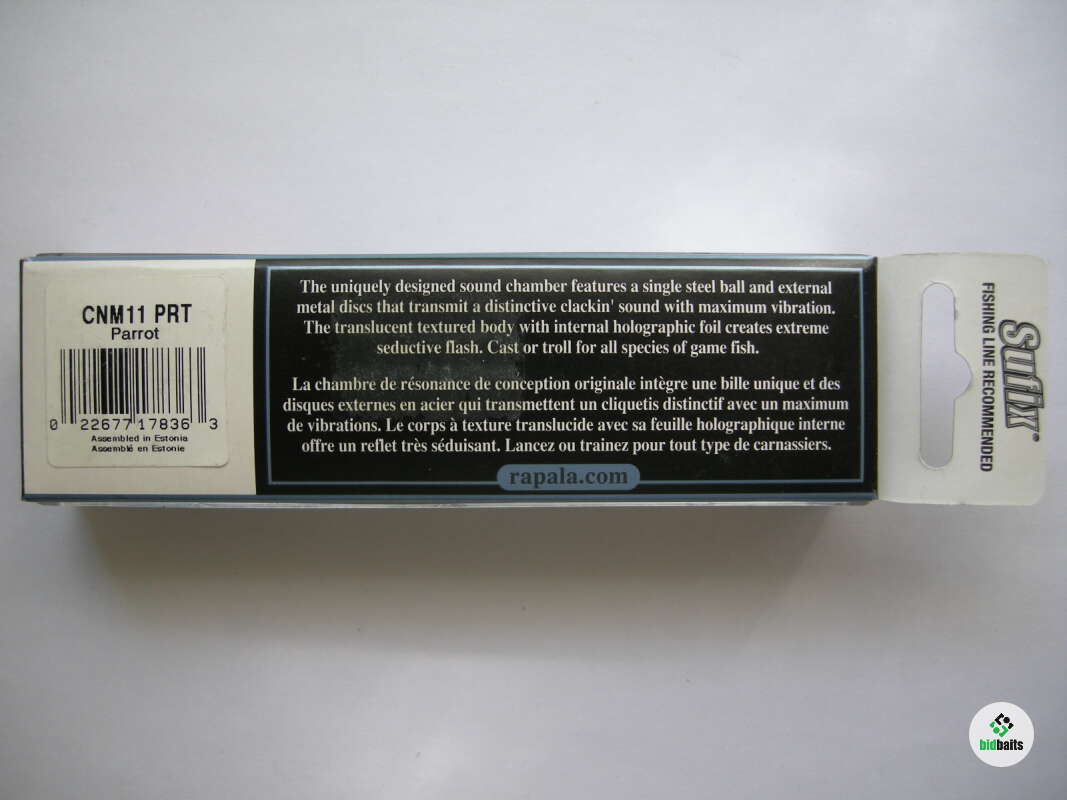 CNM11 PRT
Parrot
0 22677 17836 3
Assembled in Estonia
Assemblé en Estonie
The uniquely designed sound chamber features a single steel ball and external
metal discs that transmit a distinctive clackin' sound with maximum vibration.
The translucent textured body with internal holographic foil creates extreme
seductive flash. Cast or troll for all species of game fish.
La chambre de résonance de conception originale intègre une bille unique et des
disques externes en acier qui transmettent un cliquetis distinctif avec un maximum
de vibrations. Le corps à texture translucide avec sa feuille holographique interne
offre un reflet très séduisant. Lancez ou trainez pour tout type de carnassiers.
rapala.com
Sufix®
FISHING LINE RECOMMENDED
bidbaits